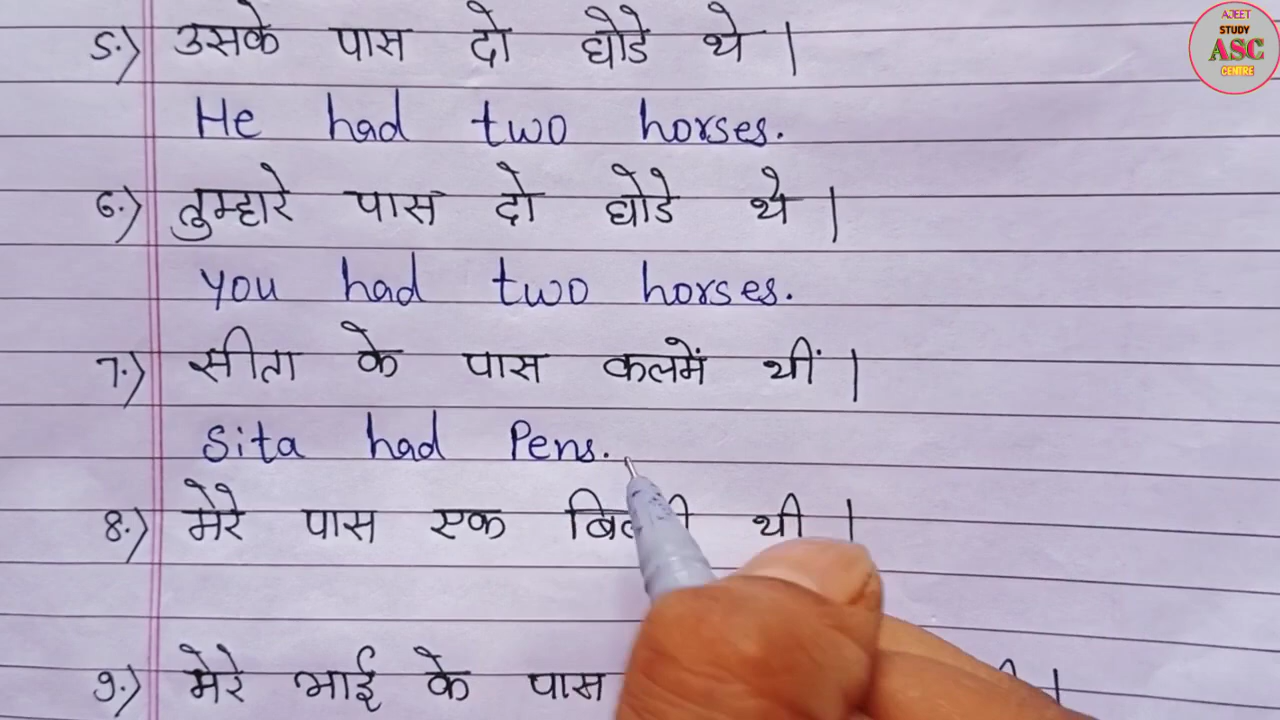 AJEET
STUDY
ASC
CENTRE
5.) उसके पास दो घोडे थे |
He had two horses.
6.) तुम्हारे पास दो घोडे थे |
You had two horses.
7.) सीता के पास कलमें थीं |
Sita had Pens.
8.) मेरे पास एक थी |
9.) मेरे भाई के पास